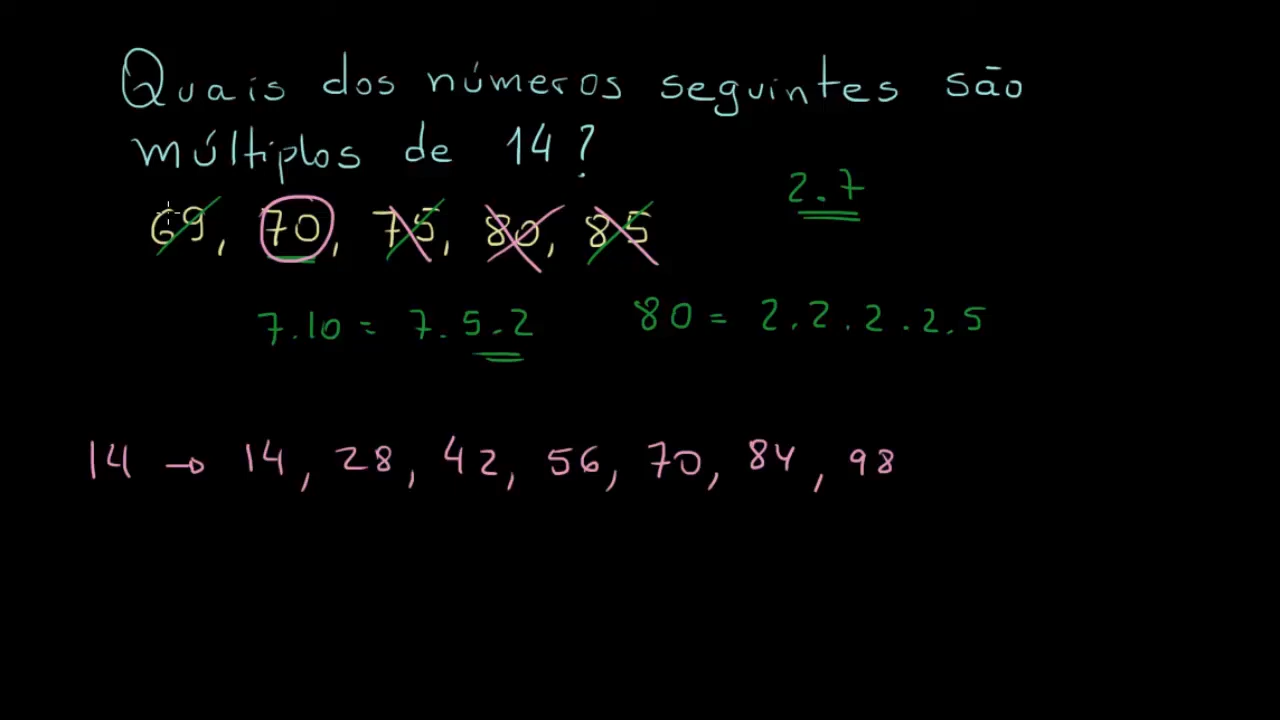 Quais dos números seguintes são
múltiplos de 14?
2.7
69, 70, 75, 80, 85
7.10 = 7.5.2 80 = 2.2.2.2.5
14 → 14, 28, 42, 56, 70, 84, 98